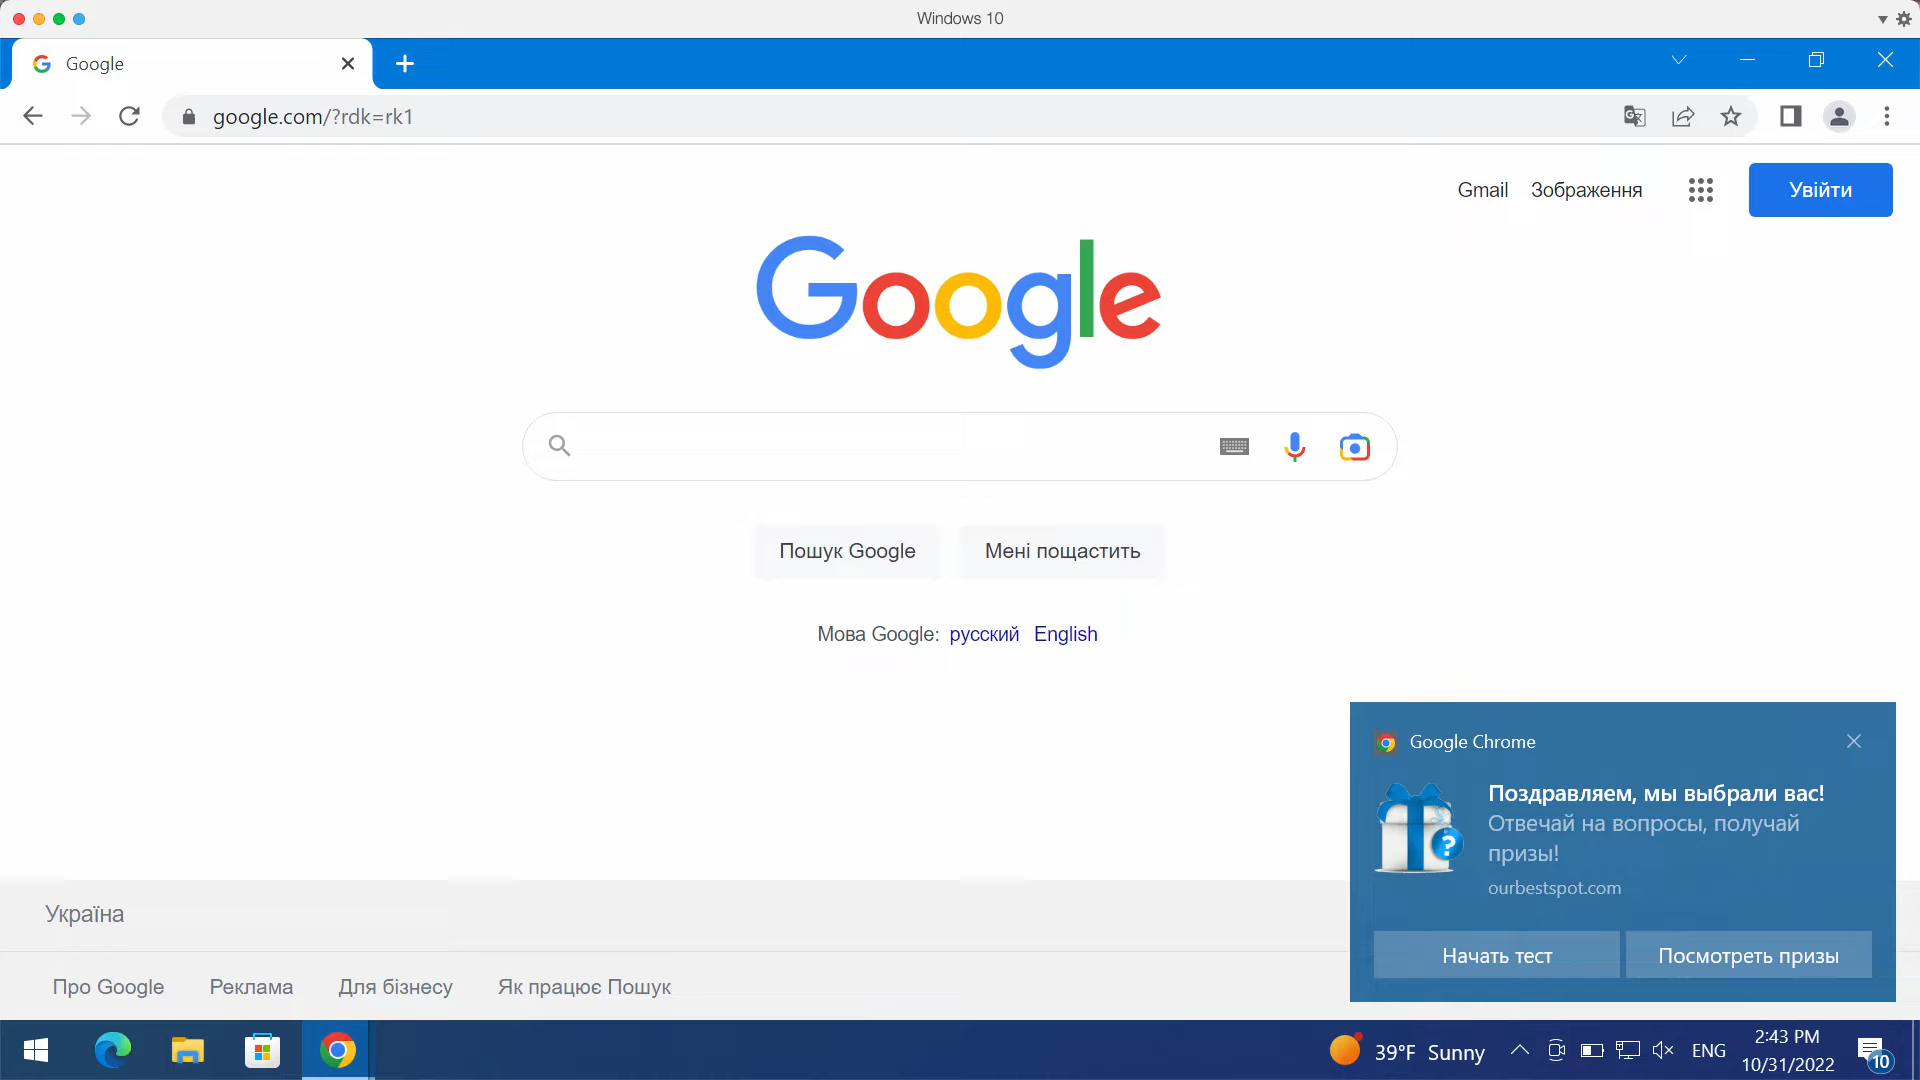 Windows 10
Google
google.com/?rdk=rk1
Gmail Зображення Увійти
Google
Пошук Google Мені пощастить
Мова Google: русский English
Google Chrome
Поздравляем, мы выбрали вас!
Отвечай на вопросы, получай
призы!
ourbestspot.com
Начать тест Посмотреть призы
Україна
Про Google Реклама Для бізнесу Як працює Пошук
39°F Sunny ENG
2:43 PM
10/31/2022
10